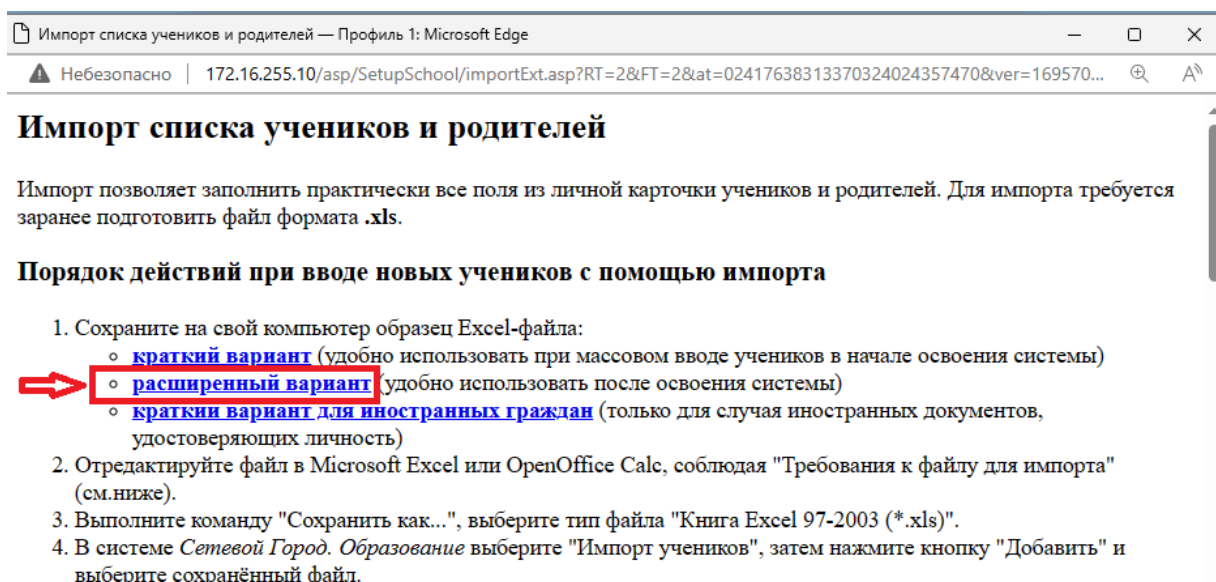 Импорт списка учеников и родителей — Профиль 1: Microsoft Edge
Небезопасно 172.16.255.10/asp/SetupSchool/importExt.asp?RT=2&FT=2&at=02417638313370324024357470&ver=169570...
Импорт списка учеников и родителей
Импорт позволяет заполнить практически все поля из личной карточки учеников и родителей. Для импорта требуется
заранее подготовить файл формата .xls.
Порядок действий при вводе новых учеников с помощью импорта
1. Сохраните на свой компьютер образец Excel-файла:
краткий вариант (удобно использовать при массовом вводе учеников в начале освоения системы)
расширенный вариант (удобно использовать после освоения системы)
краткий вариант для иностранных граждан (только для случая иностранных документов,
удостоверяющих личность)
2. Отредактируйте файл в Microsoft Excel или OpenOffice Calc, соблюдая "Требования к файлу для импорта"
(см.ниже).
3. Выполните команду "Сохранить как...", выберите тип файла "Книга Excel 97-2003 (*.xls)".
4. В системе Сетевой Город. Образование выберите "Импорт учеников", затем нажмите кнопку "Добавить" и
выберите сохранённый файл.